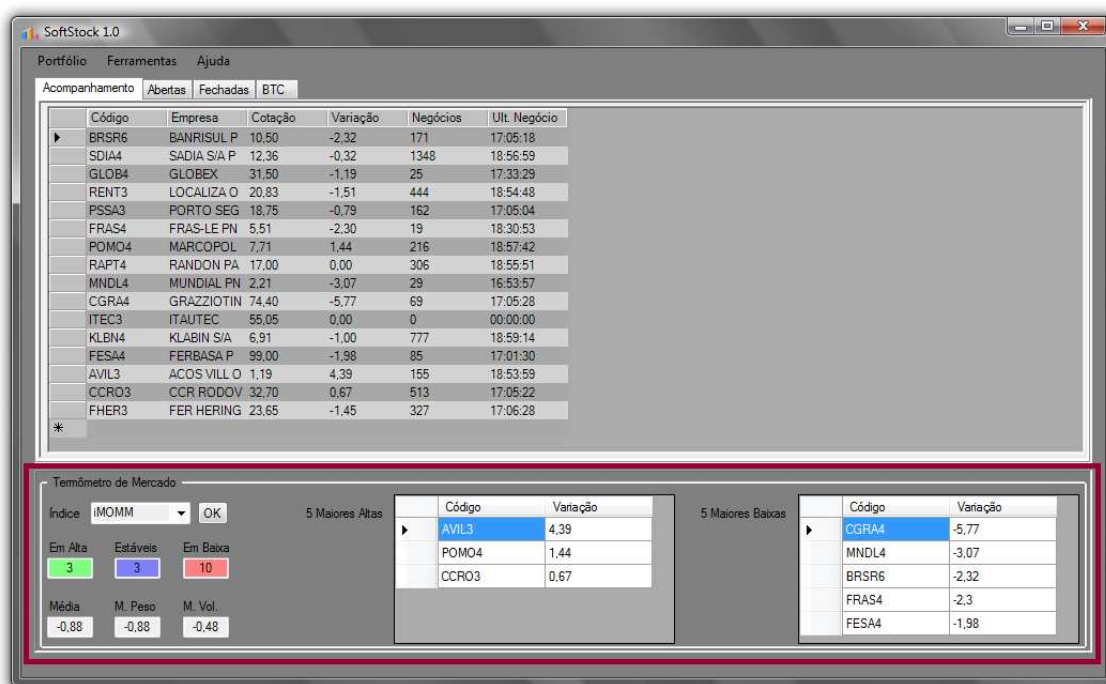 SoftStock 1.0
Portfólio Ferramentas Ajuda
Acompanhamento Abertas Fechadas BTC
Código Empresa Cotação Variação Negócios Ult. Negócio
BRSR6 BANRISUL P 10,50 -2,32 171 17:05:18
SDIA4 SADIA S/A P 12,36 -0,32 1348 18:56:59
GLOB4 GLOBEX 31,50 -1,19 25 17:33:29
RENT3 LOCALIZA O 20,83 -1,51 444 18:54:48
PSSA3 PORTO SEG 18,75 -0,79 162 17:05:04
FRAS4 FRAS-LE PN 5,51 -2,30 19 18:30:53
POMO4 MARCOPOL 7,71 1,44 216 18:57:42
RAPT4 RANDON PA 17,00 0,00 306 18:55:51
MNDL4 MUNDIAL PN 2,21 -3,07 29 16:53:57
CGRA4 GRAZZIOTIN 74,40 -5,77 69 17:05:28
ITEC3 ITAUTEC 55,05 0,00 0 00:00:00
KLBN4 KLABIN S/A 6,91 -1,00 777 18:59:14
FESA4 FERBASA P 99,00 -1,98 85 17:01:30
AVIL3 ACOS VILL O 1,19 4,39 155 18:53:59
CCRO3 CCR RODOV 32,70 0,67 513 17:05:22
FHER3 FER HERING 23,65 -1,45 327 17:06:28
Termômetro de Mercado
Índice iMOMM OK
Em Alta Estáveis Em Baixa
3 3 10
Média M. Peso M. Vol.
-0,88 -0,88 -0,48
5 Maiores Altas
Código Variação
AVIL3 4,39
POMO4 1,44
CCRO3 0,67
5 Maiores Baixas
Código Variação
CGRA4 -5,77
MNDL4 -3,07
BRSR6 -2,32
FRAS4 -2,3
FESA4 -1,98